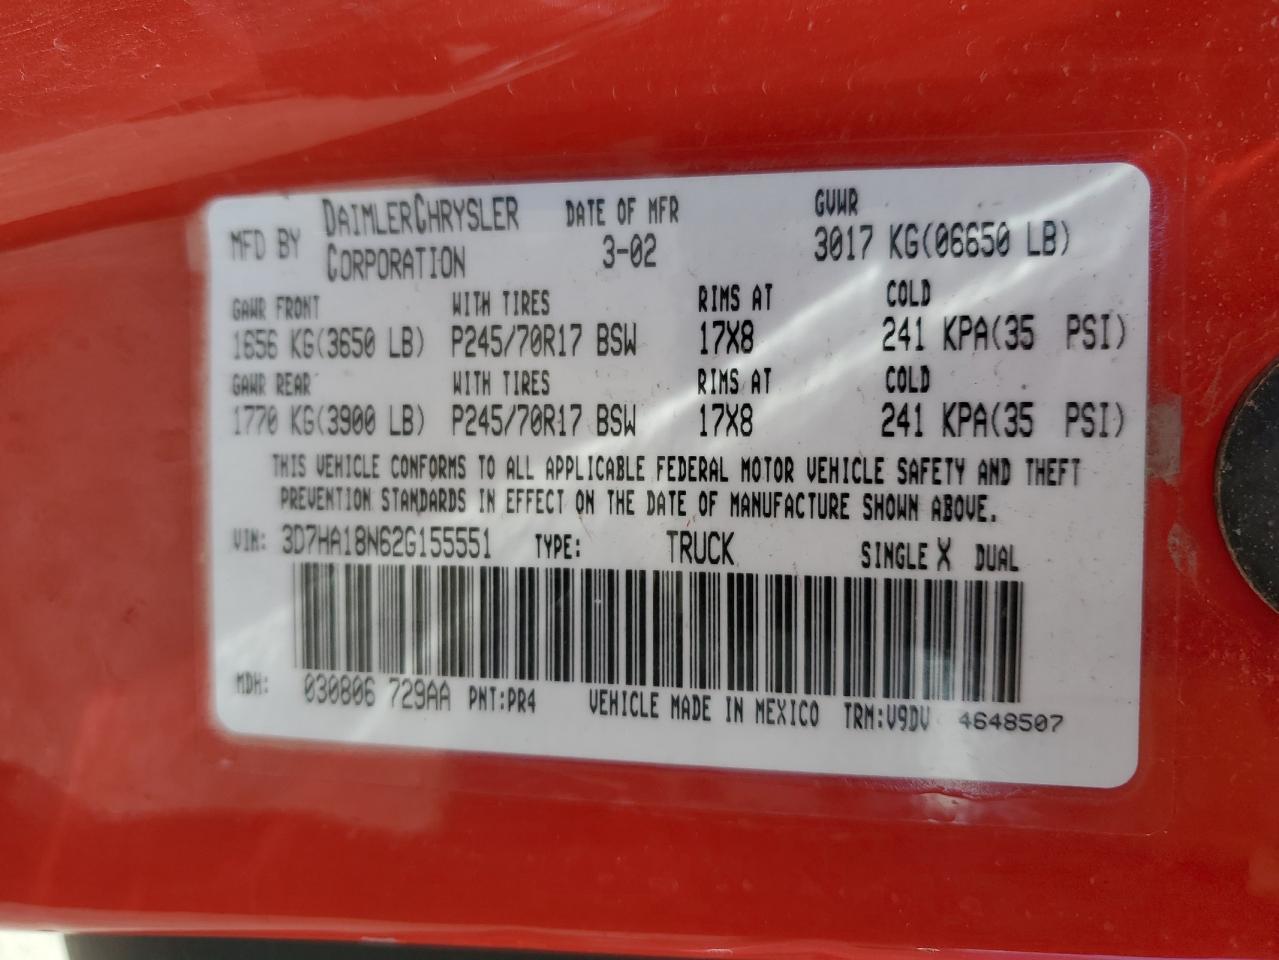 MFD BY DAIMLERCHRYSLER CORPORATION DATE OF MFR 3-02 GVWR 3017 KG(06650 LB)
GAWR FRONT WITH TIRES RIMS AT COLD
1656 KG(3650 LB) P245/70R17 BSW 17X8 241 KPA(35 PSI)
GAWR REAR WITH TIRES RIMS AT COLD
1770 KG(3900 LB) P245/70R17 BSW 17X8 241 KPA(35 PSI)
THIS VEHICLE CONFORMS TO ALL APPLICABLE FEDERAL MOTOR VEHICLE SAFETY AND THEFT
PREVENTION STANDARDS IN EFFECT ON THE DATE OF MANUFACTURE SHOWN ABOVE.
VIN: 3D7HA18N62G155551 TYPE: TRUCK SINGLE X DUAL
MDH: 030806 729AA PNT:PR4 VEHICLE MADE IN MEXICO TRM:V9DV 4648507